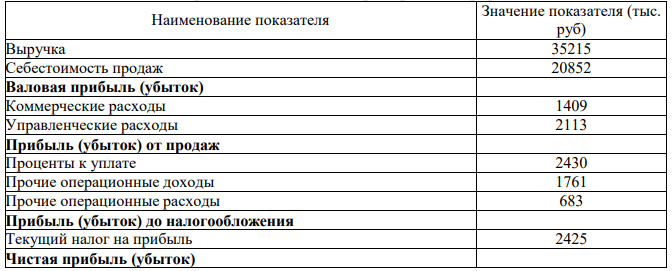 Наименование показателя Значение показателя (тыс.
руб)
Выручка 35215
Себестоимость продаж 20852
Валовая прибыль (убыток)
Коммерческие расходы 1409
Управленческие расходы 2113
Прибыль (убыток) от продаж
Проценты к уплате 2430
Прочие операционные доходы 1761
Прочие операционные расходы 683
Прибыль (убыток) до налогообложения
Текущий налог на прибыль 2425
Чистая прибыль (убыток)